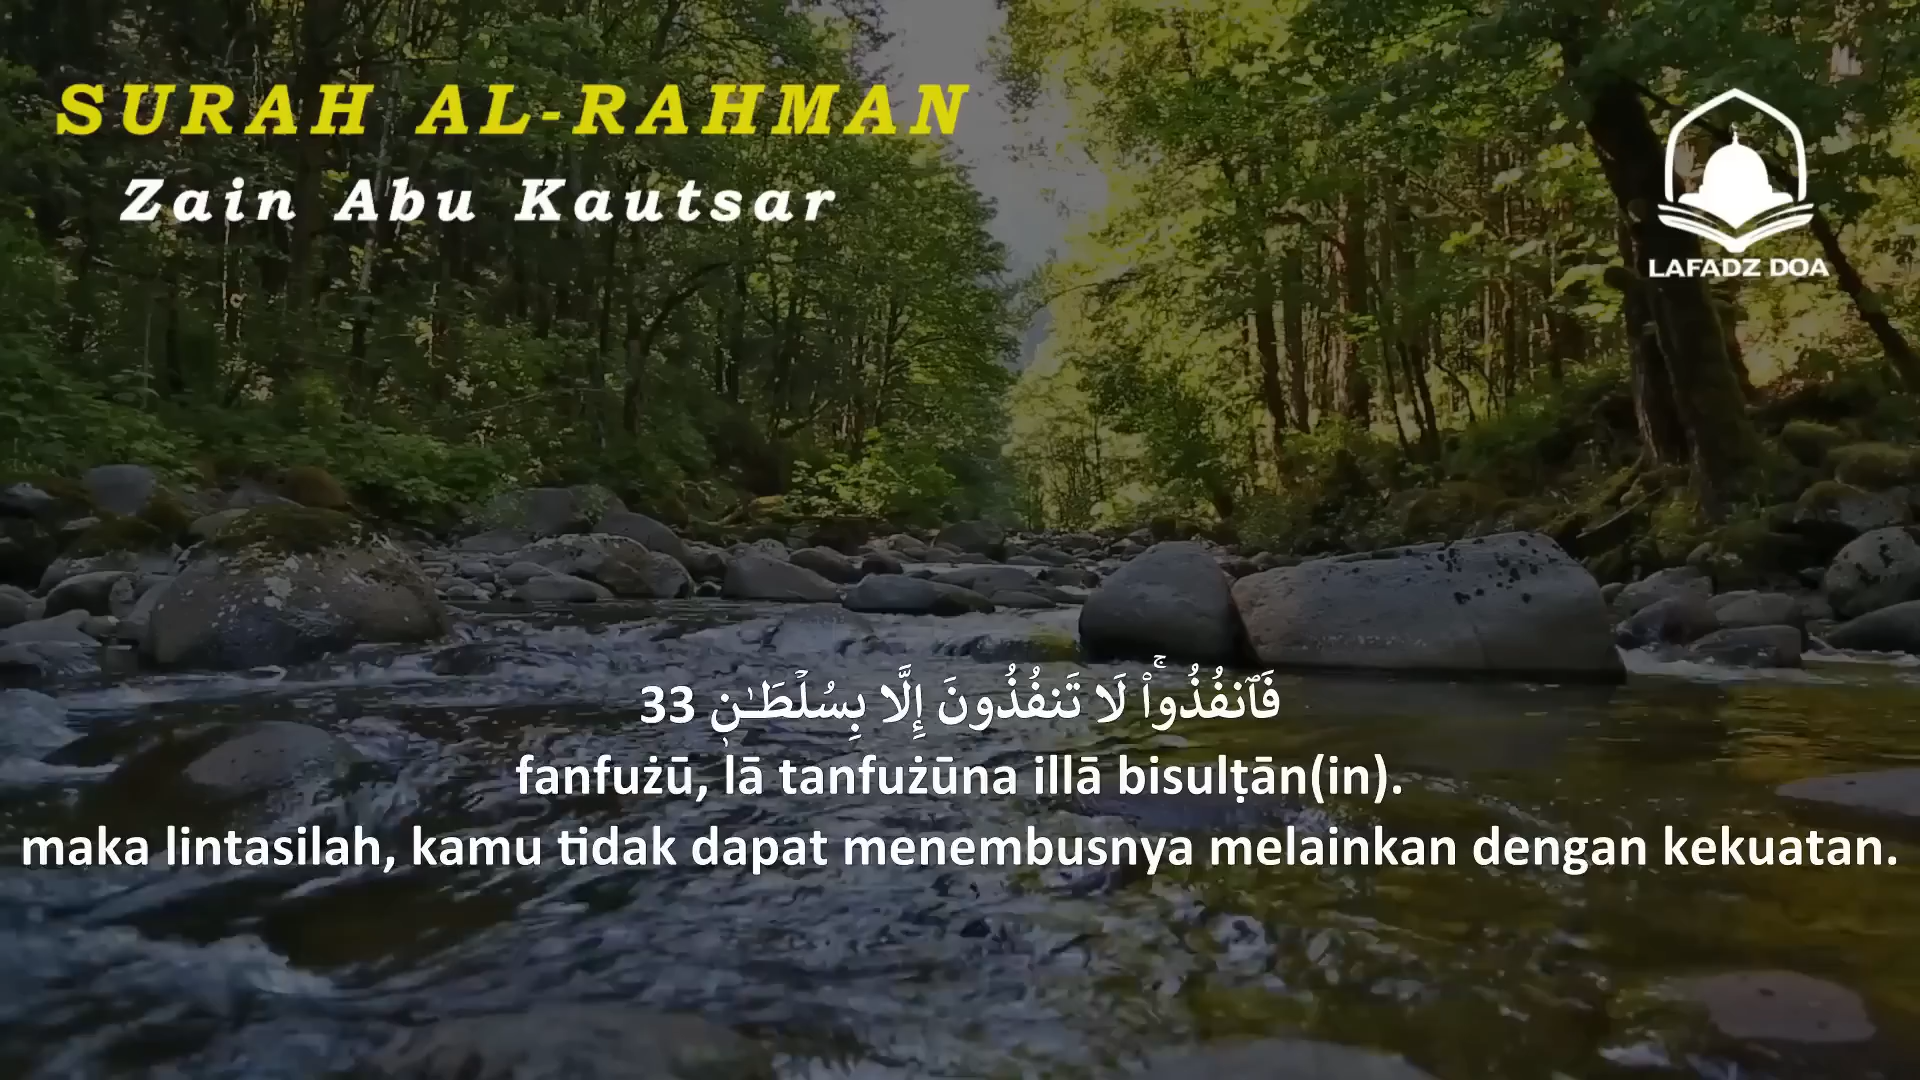 SURAH AL-RAHMAN
Zain Abu Kautsar
LAFADZ DOA
فَٱنفُذُوا۟ۚ لَا تَنفُذُونَ إِلَّا بِسُلْطَـٰنٍ 33
fanfużū, lā tanfużūna illā bisulṭān(in).
maka lintasilah, kamu tidak dapat menembusnya melainkan dengan kekuatan.